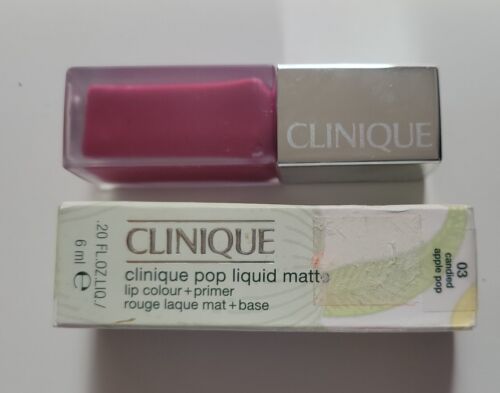 CLINIQUE
.20 FL.OZ.LIQ./
6 ml e
CLINIQUE
clinique pop liquid matte
lip colour + primer
rouge laque mat + base
03
candied
apple pop